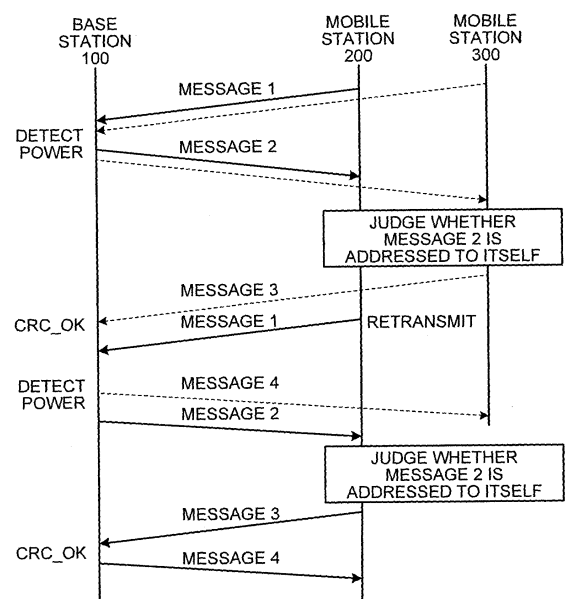 BASE
STATION
100
MOBILE
STATION
200
MOBILE
STATION
300
MESSAGE 1
DETECT
POWER
MESSAGE 2
JUDGE WHETHER
MESSAGE 2 IS
ADDRESSED TO ITSELF
MESSAGE 3
CRC_OK
MESSAGE 1
RETRANSMIT
DETECT
POWER
MESSAGE 4
MESSAGE 2
JUDGE WHETHER
MESSAGE 2 IS
ADDRESSED TO ITSELF
MESSAGE 3
CRC_OK
MESSAGE 4